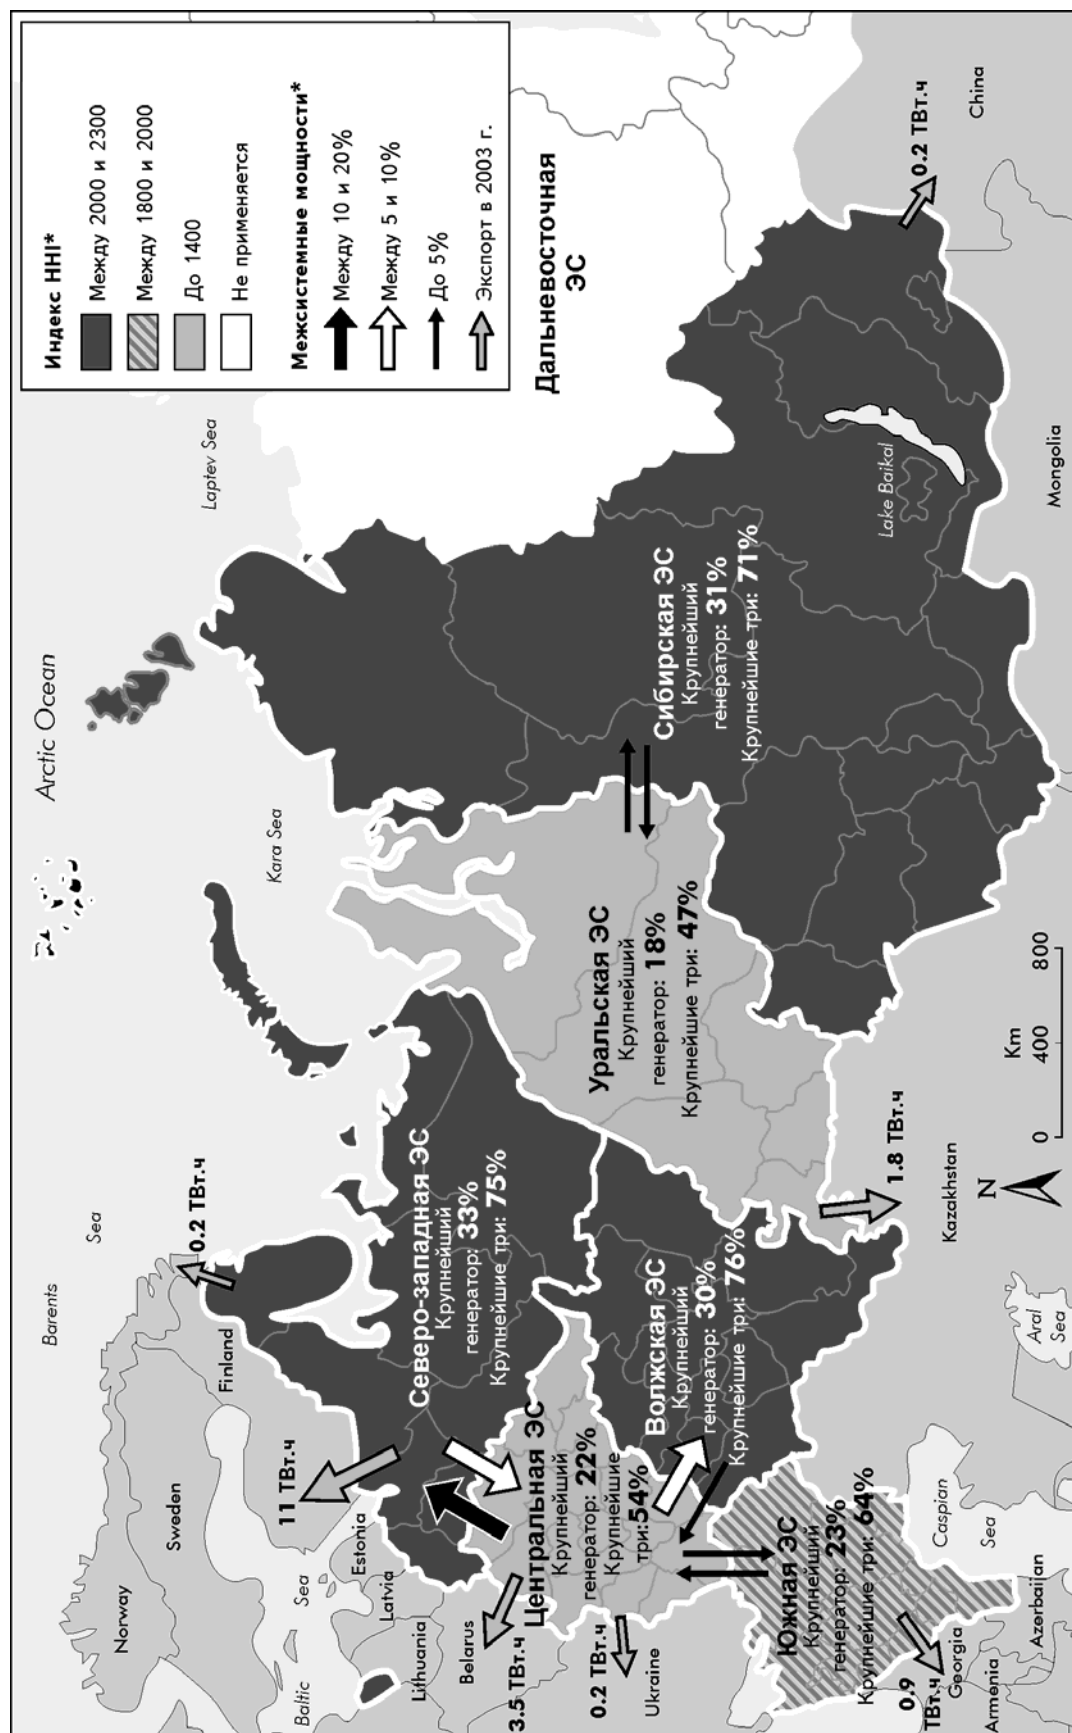 Индекс HHI*
Между 2000 и 2300
Между 1800 и 2000
До 1400
Не применяется
Межсистемные мощности*
Между 10 и 20%
Между 5 и 10%
До 5%
Экспорт в 2003 г.
Arctic Ocean
Laptev Sea
Kara Sea
Barents
Sea
Norway
Sweden
Finland
Baltic
Sea
Estonia
Latvia
Lithuania
Belarus
Ukraine
Georgia
Armenia
Azerbaijan
Caspian
Sea
Aral
Sea
Kazakhstan
Mongolia
China
Lake Baikal
0.2 ТВт.ч
11 ТВт.ч
3.5 ТВт.ч
0.2 ТВт.ч
0.9
ТВт.ч
1.8 ТВт.ч
0.2 ТВт.ч
Северо-западная ЭС
Крупнейший
генератор: 33%
Крупнейшие три: 75%
Центральная ЭС
Крупнейший
генератор: 22%
Крупнейшие
три:54%
Волжская ЭС
Крупнейший
генератор: 30%
Крупнейшие три: 76%
Южная ЭС
Крупнейший
генератор: 23%
Крупнейшие три: 64%
Уральская ЭС
Крупнейший
генератор: 18%
Крупнейшие три: 47%
Сибирская ЭС
Крупнейший
генератор: 31%
Крупнейшие три: 71%
Дальневосточная
ЭС
N
Km
0 400 800